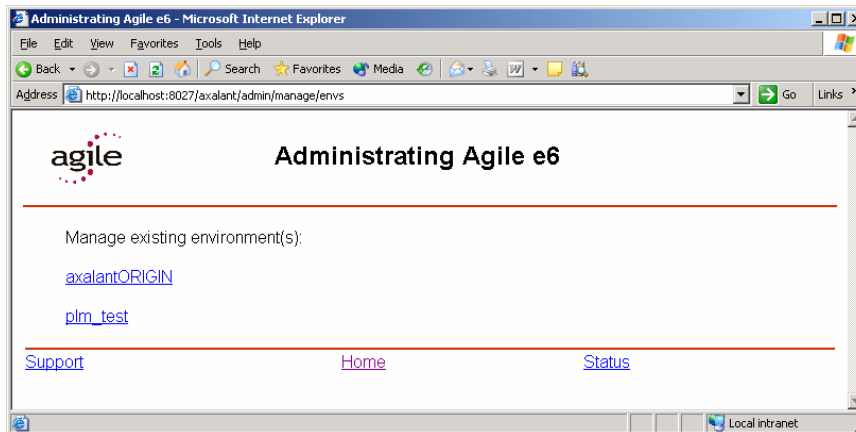 Administrating Agile e6 - Microsoft Internet Explorer
File Edit View Favorites Tools Help
Back Search Favorites Media
Address http://localhost:8027/axalant/admin/manage/envs Go Links
agile Administrating Agile e6
Manage existing environment(s):
axalantORIGIN
plm_test
Support Home Status
Local intranet